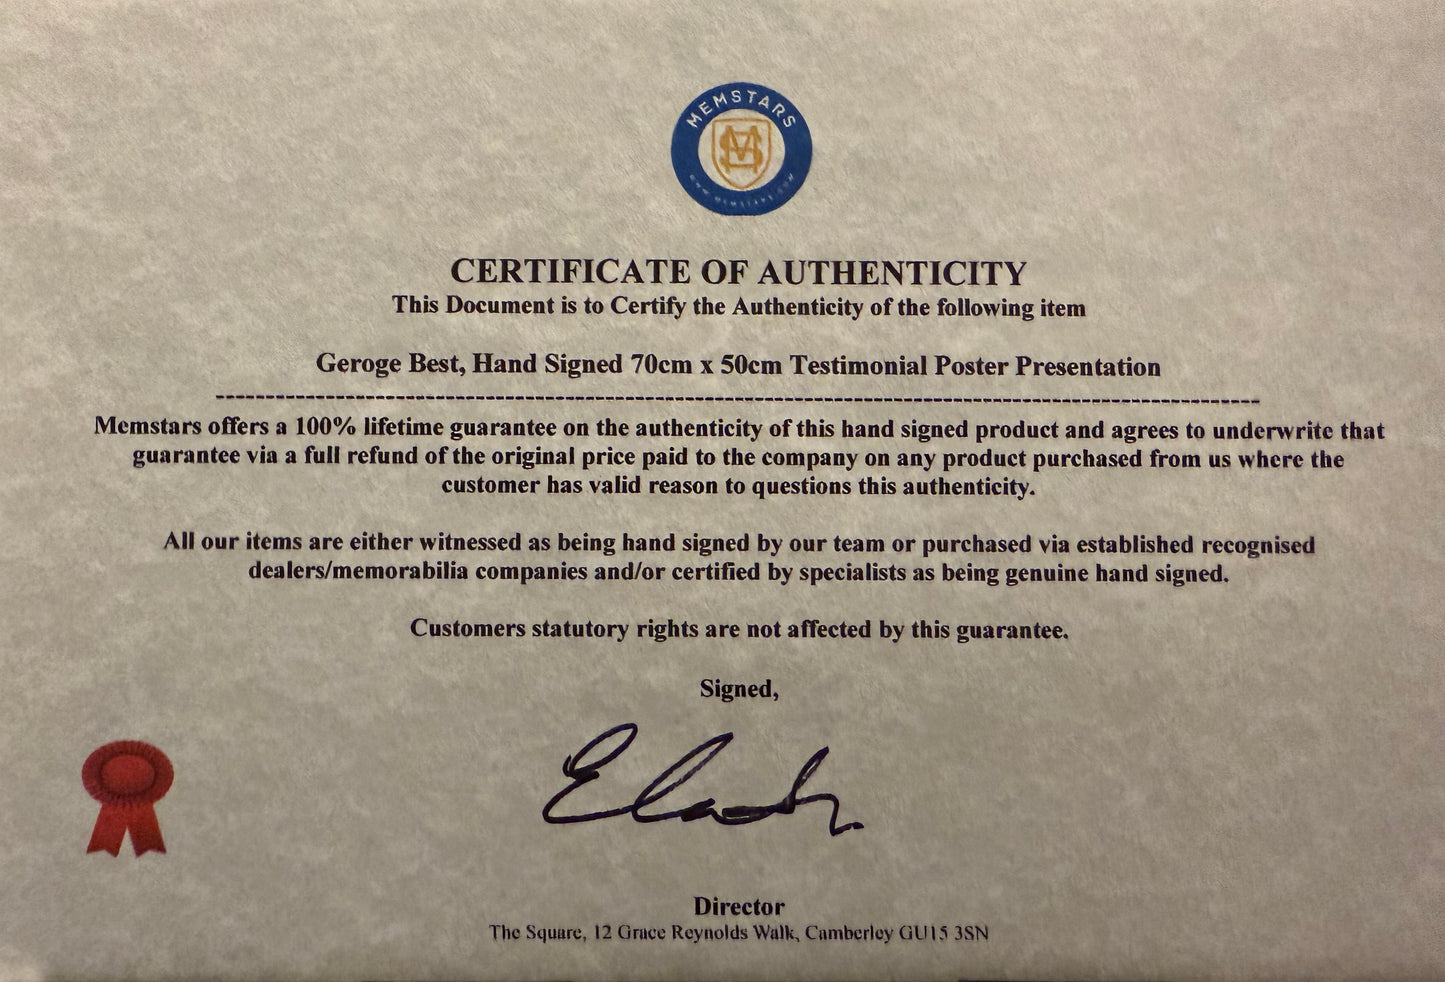 MEMSTARS
WWW.MEMSTARS.COM
CERTIFICATE OF AUTHENTICITY
This Document is to Certify the Authenticity of the following item
Geroge Best, Hand Signed 70cm x 50cm Testimonial Poster Presentation
Memstars offers a 100% lifetime guarantee on the authenticity of this hand signed product and agrees to underwrite that
guarantee via a full refund of the original price paid to the company on any product purchased from us where the
customer has valid reason to questions this authenticity.
All our items are either witnessed as being hand signed by our team or purchased via established recognised
dealers/memorabilia companies and/or certified by specialists as being genuine hand signed.
Customers statutory rights are not affected by this guarantee.
Signed,
Director
The Square, 12 Grace Reynolds Walk, Camberley GU15 3SN